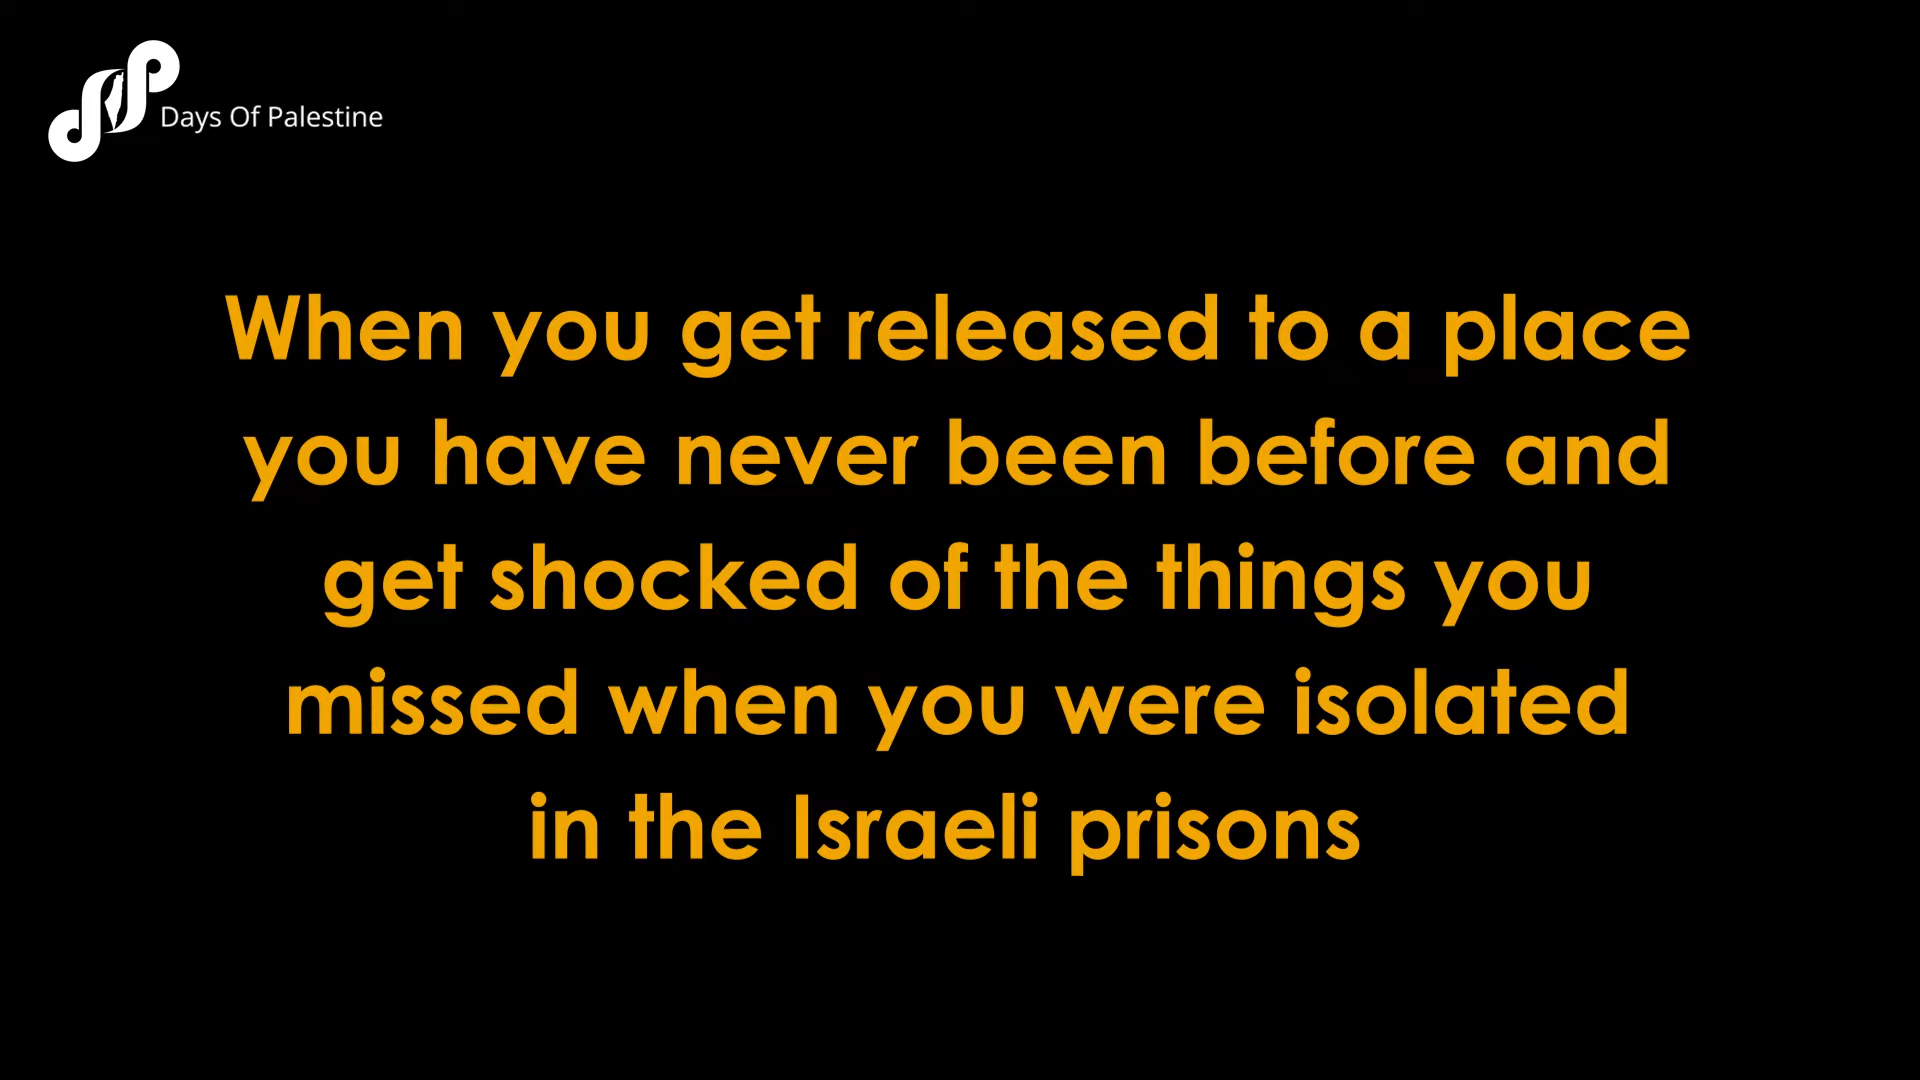 Days Of Palestine
When you get released to a place
you have never been before and
get shocked of the things you
missed when you were isolated
in the Israeli prisons